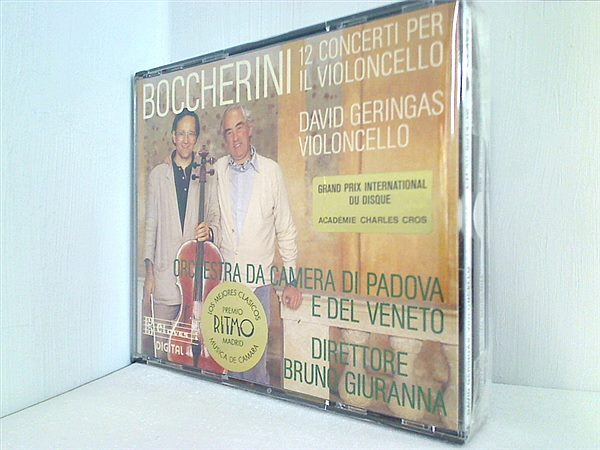 BOCCHERINI
12 CONCERTI PER
IL VIOLONCELLO
DAVID GERINGAS
VIOLONCELLO
GRAND PRIX INTERNATIONAL
DU DISQUE
ACADÉMIE CHARLES CROS
ORCHESTRA DA CAMERA DI PADOVA
E DEL VENETO
LOS MEJORES CLASICOS
PREMIO
RITMO
MADRID
MUSICA DE CAMARA
DIGITAL
DIRETTORE
BRUNO GIURANNA